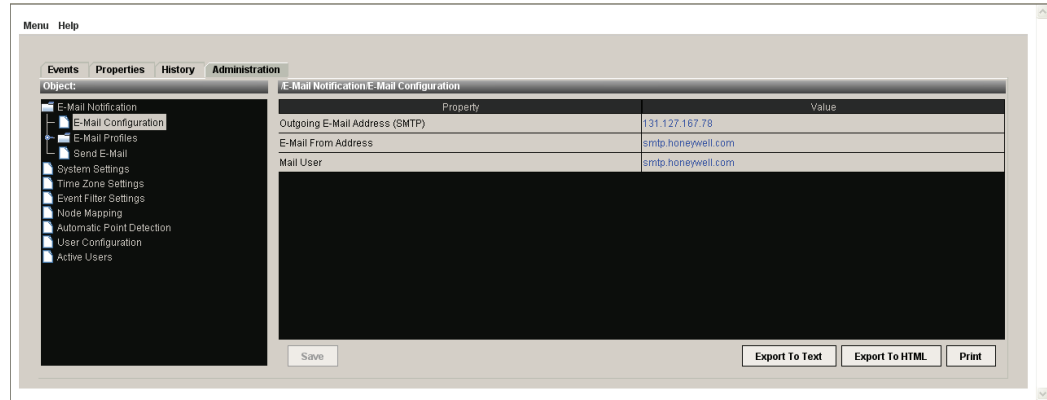 Menu Help
Events Properties History Administration
Object:
/E-Mail Notification/E-Mail Configuration
E-Mail Notification
E-Mail Configuration
E-Mail Profiles
Send E-Mail
System Settings
Time Zone Settings
Event Filter Settings
Node Mapping
Automatic Point Detection
User Configuration
Active Users
Property Value
Outgoing E-Mail Address (SMTP) 131.127.167.78
E-Mail From Address smtp.honeywell.com
Mail User smtp.honeywell.com
Save Export To Text Export To HTML Print